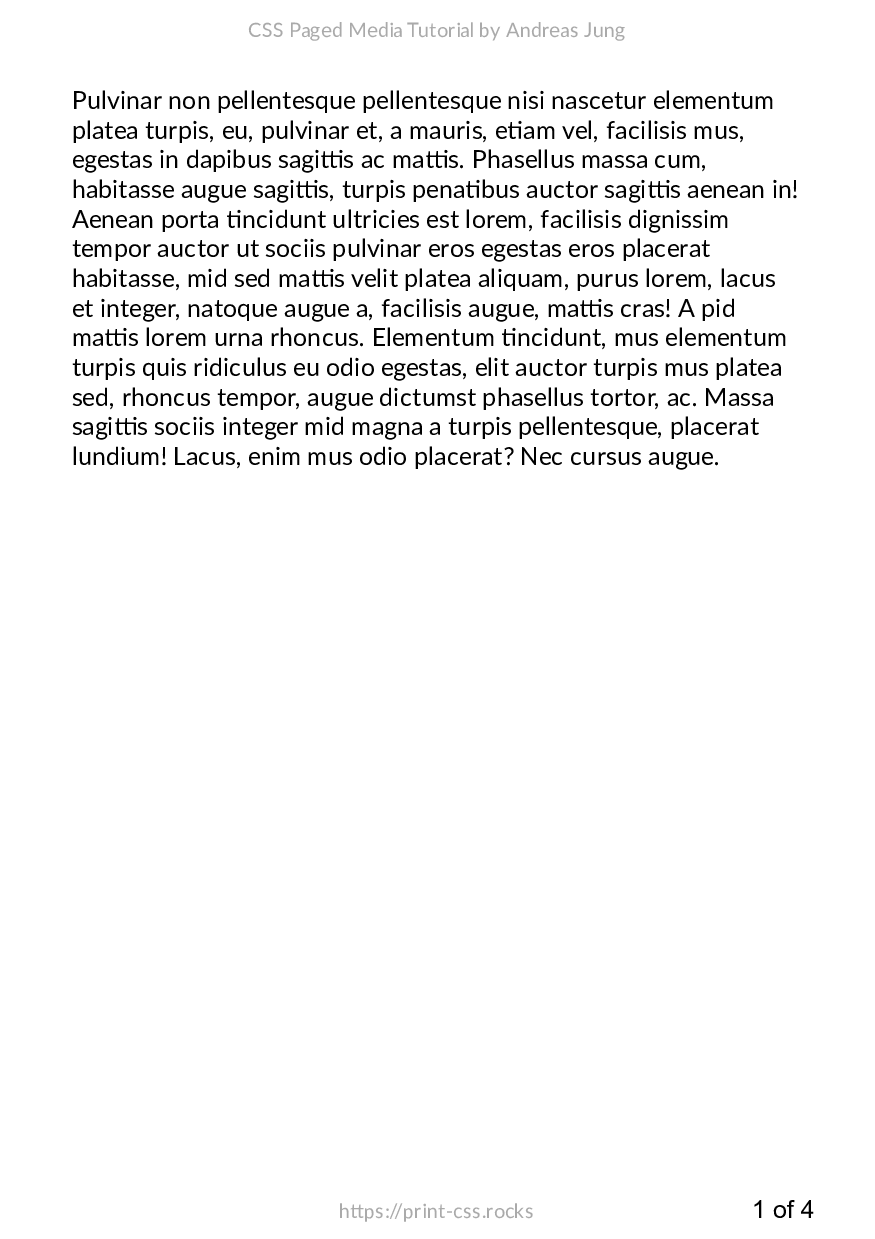 CSS Paged Media Tutorial by Andreas Jung
Pulvinar non pellentesque pellentesque nisi nascetur elementum
platea turpis, eu, pulvinar et, a mauris, etiam vel, facilisis mus,
egestas in dapibus sagittis ac mattis. Phasellus massa cum,
habitasse augue sagittis, turpis penatibus auctor sagittis aenean in!
Aenean porta tincidunt ultricies est lorem, facilisis dignissim
tempor auctor ut sociis pulvinar eros egestas eros placerat
habitasse, mid sed mattis velit platea aliquam, purus lorem, lacus
et integer, natoque augue a, facilisis augue, mattis cras! A pid
mattis lorem urna rhoncus. Elementum tincidunt, mus elementum
turpis quis ridiculus eu odio egestas, elit auctor turpis mus platea
sed, rhoncus tempor, augue dictumst phasellus tortor, ac. Massa
sagittis sociis integer mid magna a turpis pellentesque, placerat
lundium! Lacus, enim mus odio placerat? Nec cursus augue.
https://print-css.rocks
1 of 4